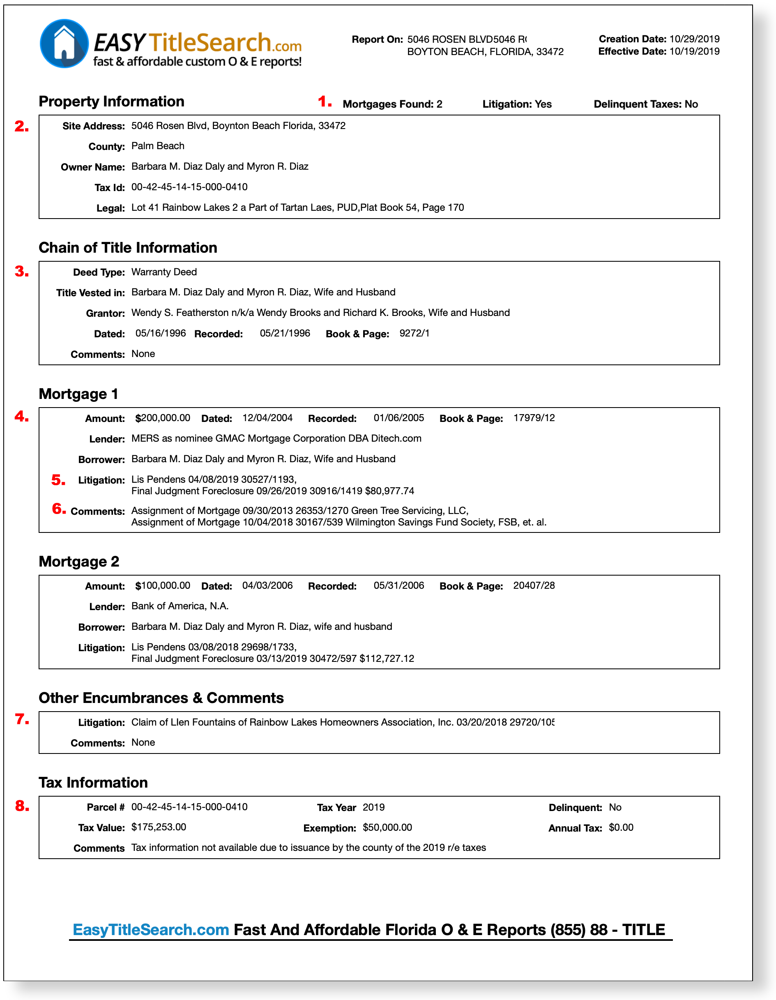 EASY TitleSearch.com
fast & affordable custom O & E reports!
Report On: 5046 ROSEN BLVD5046
BOYTON BEACH, FLORIDA, 33472
Creation Date: 10/29/2019
Effective Date: 10/19/2019
Property Information
1. Mortgages Found: 2 Litigation: Yes Delinquent Taxes: No
2. Site Address: 5046 Rosen Blvd, Boynton Beach Florida, 33472
County: Palm Beach
Owner Name: Barbara M. Diaz Daly and Myron R. Diaz
Tax Id: 00-42-45-14-15-000-0410
Legal: Lot 41 Rainbow Lakes 2 a Part of Tartan Laes, PUD,Plat Book 54, Page 170
Chain of Title Information
3. Deed Type: Warranty Deed
Title Vested in: Barbara M. Diaz Daly and Myron R. Diaz, Wife and Husband
Grantor: Wendy S. Featherston n/k/a Wendy Brooks and Richard K. Brooks, Wife and Husband
Dated: 05/16/1996 Recorded: 05/21/1996 Book & Page: 9272/1
Comments: None
Mortgage 1
4. Amount: $200,000.00 Dated: 12/04/2004 Recorded: 01/06/2005 Book & Page: 17979/12
Lender: MERS as nominee GMAC Mortgage Corporation DBA Ditech.com
Borrower: Barbara M. Diaz Daly and Myron R. Diaz, Wife and Husband
5. Litigation: Lis Pendens 04/08/2019 30527/1193,
Final Judgment Foreclosure 09/26/2019 30916/1419 $80,977.74
6. Comments: Assignment of Mortgage 09/30/2013 26353/1270 Green Tree Servicing, LLC,
Assignment of Mortgage 10/04/2018 30167/539 Wilmington Savings Fund Society, FSB, et. al.
Mortgage 2
Amount: $100,000.00 Dated: 04/03/2006 Recorded: 05/31/2006 Book & Page: 20407/28
Lender: Bank of America, N.A.
Borrower: Barbara M. Diaz Daly and Myron R. Diaz, wife and husband
Litigation: Lis Pendens 03/08/2018 29698/1733,
Final Judgment Foreclosure 03/13/2019 30472/597 $112,727.12
Other Encumbrances & Comments
7. Litigation: Claim of Llen Fountains of Rainbow Lakes Homeowners Association, Inc. 03/20/2018
Comments: None
Tax Information
8. Parcel # 00-42-45-14-15-000-0410 Tax Year 2019 Delinquent: No
Tax Value: $175,253.00 Exemption: $50,000.00 Annual Tax: $0.00
Comments Tax information not available due to issuance by the county of the 2019 r/e taxes
EasyTitleSearch.com Fast And Affordable Florida O & E Reports (855) 88 - TITLE